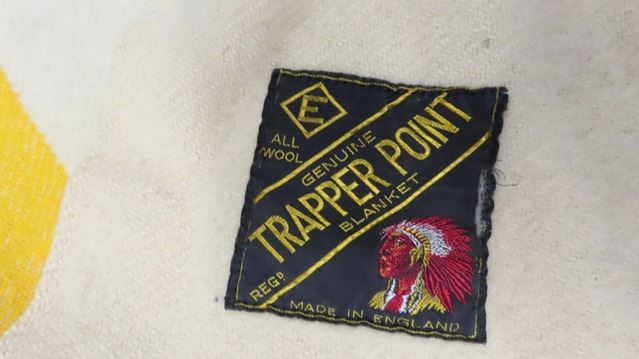 E
ALL
WOOL
GENUINE
TRAPPER POINT
BLANKET
REGD
MADE IN ENGLAND